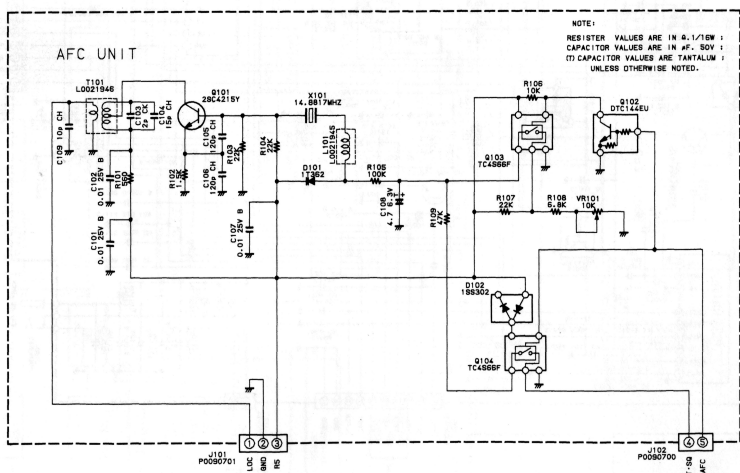 NOTE:
RESISTER VALUES ARE IN Ω.1/16W :
CAPACITOR VALUES ARE IN µF. 50V :
(T) CAPACITOR VALUES ARE TANTALUM :
UNLESS OTHERWISE NOTED.
AFC UNIT
T101
L0021946
C109 10p CH
C103
2p CK
C104
15p CH
Q101
2SC4215Y
C105
120p CH
C106
120p CH
R103
22K
R104
22K
R102
1.5K
C102
0.01 25V B
R101
560
C101
0.01 25V B
C107
0.01 25V B
X101
14.8817MHZ
L101
L0021945
D101
1T362
R105
100K
C108
4.7 6.3V
R109
47K
R106
10K
Q103
TC4S66F
Q102
DTC144EU
R107
22K
R108
6.8K
VR101
10K
D102
1SS302
Q104
TC4S66F
J101
P0090701
1
2
3
LOC
GND
R5
J102
P0090700
4
5
T-SQ
AFC